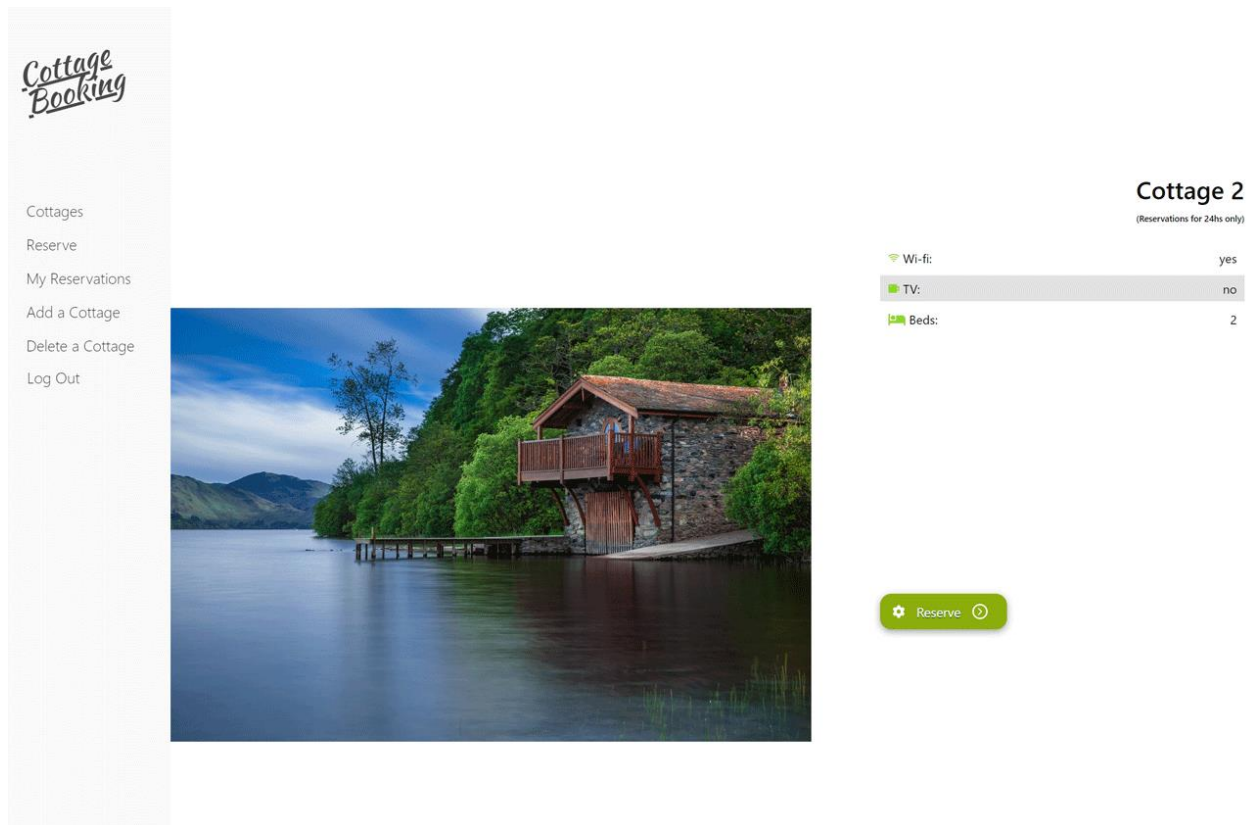 Cottage
Booking
Cottages
Reserve
My Reservations
Add a Cottage
Delete a Cottage
Log Out
Cottage 2
(Reservations for 24hs only)
Wi-fi: yes
TV: no
Beds: 2
Reserve